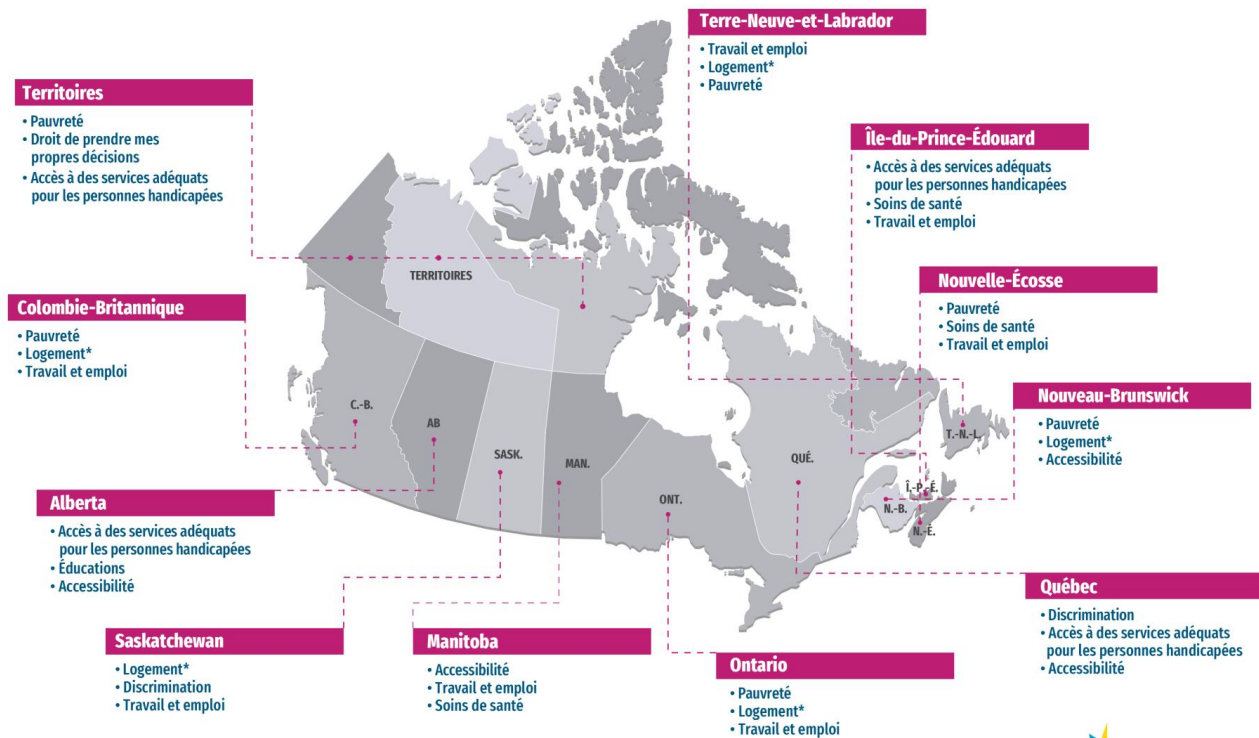 Terre-Neuve-et-Labrador
• Travail et emploi
• Logement*
• Pauvreté
Territoires
• Pauvreté
• Droit de prendre mes
propres décisions
• Accès à des services adéquats
pour les personnes handicapées
Île-du-Prince-Édouard
• Accès à des services adéquats
pour les personnes handicapées
• Soins de santé
• Travail et emploi
Nouvelle-Écosse
• Pauvreté
• Soins de santé
• Travail et emploi
Colombie-Britannique
• Pauvreté
• Logement*
• Travail et emploi
Nouveau-Brunswick
• Pauvreté
• Logement*
• Accessibilité
TERRITOIRES
C.-B.
AB
SASK.
MAN.
ONT.
QUÉ.
T.-N.-L.
Î.-P.-É.
N.-B.
N.-É.
Alberta
• Accès à des services adéquats
pour les personnes handicapées
• Éducations
• Accessibilité
Québec
• Discrimination
• Accès à des services adéquats
pour les personnes handicapées
• Accessibilité
Saskatchewan
• Logement*
• Discrimination
• Travail et emploi
Manitoba
• Accessibilité
• Travail et emploi
• Soins de santé
Ontario
• Pauvreté
• Logement*
• Travail et emploi